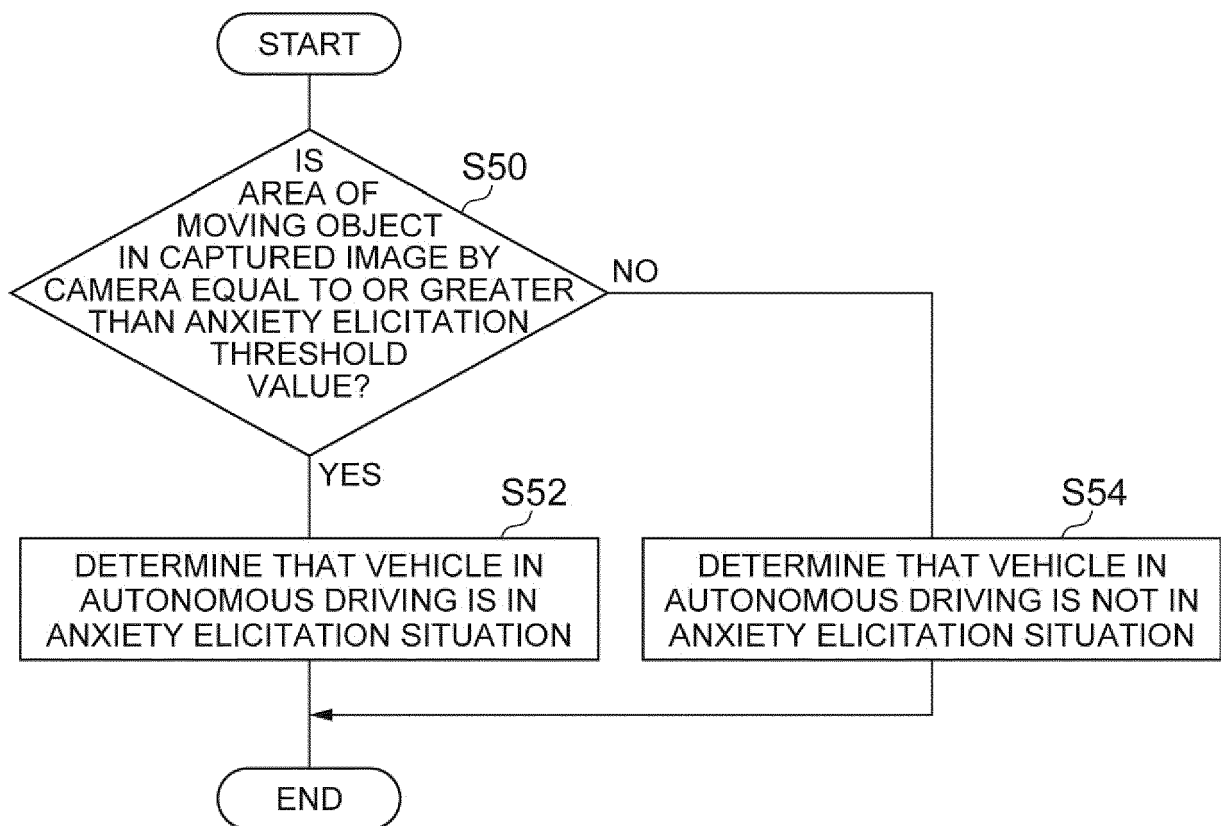 START
S50
IS
AREA OF
MOVING OBJECT
IN CAPTURED IMAGE BY
CAMERA EQUAL TO OR GREATER
THAN ANXIETY ELICITATION
THRESHOLD
VALUE?
NO
YES
S52
DETERMINE THAT VEHICLE IN
AUTONOMOUS DRIVING IS IN
ANXIETY ELICITATION SITUATION
S54
DETERMINE THAT VEHICLE IN
AUTONOMOUS DRIVING IS NOT IN
ANXIETY ELICITATION SITUATION
END